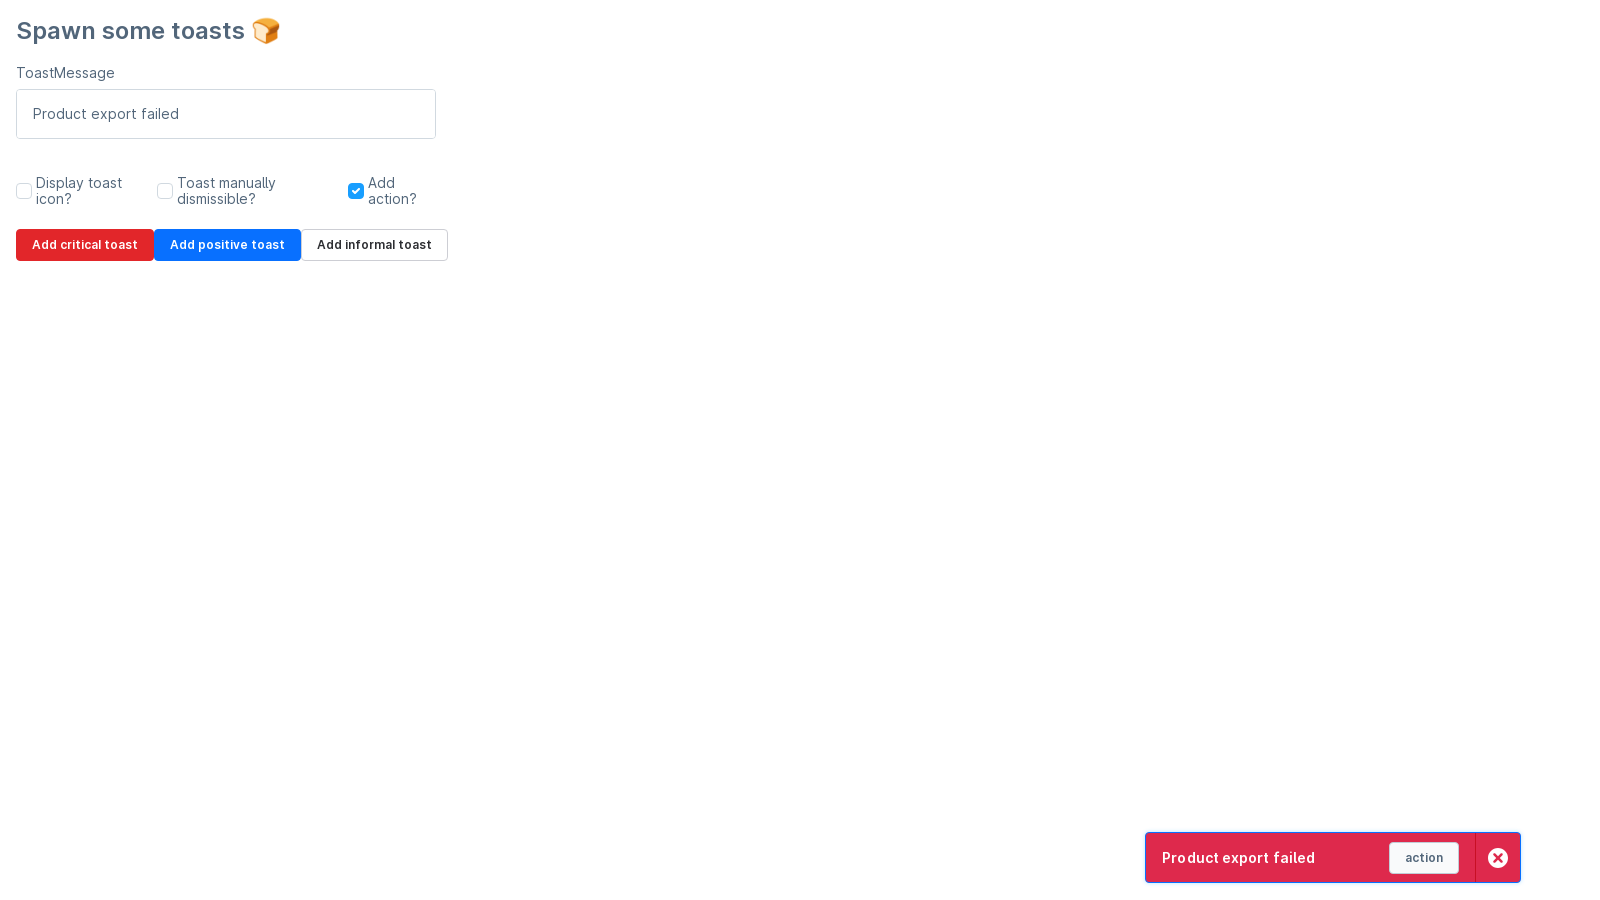 Spawn some toasts 🍞
ToastMessage
Product export failed
Display toast
icon?
Toast manually
dismissible?
Add
action?
Add critical toast
Add positive toast
Add informal toast
Product export failed
action